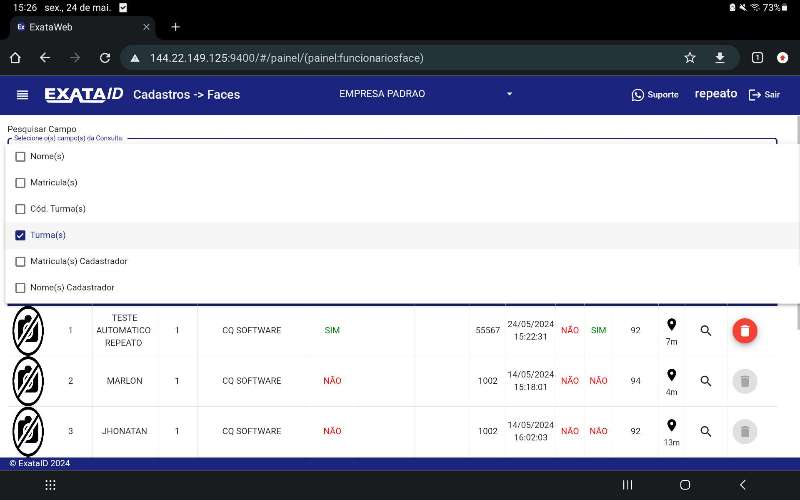 15:26 sex., 24 de mai.
73%
Ex ExataWeb
144.22.149.125:9400/#/painel/(painel:funcionariosface)
1
EXATAID Cadastros -> Faces EMPRESA PADRAO Suporte repeato Sair
Pesquisar Campo
Selecione o(s) campo(s) da Consulta
Nome(s)
Matricula(s)
Cód. Turma(s)
Turma(s)
Matricula(s) Cadastrador
Nome(s) Cadastrador
1 TESTE AUTOMATICO REPEATO 1 CQ SOFTWARE SIM 55567 24/05/2024 15:22:31 NÃO SIM 92 7m
2 MARLON 1 CQ SOFTWARE NÃO 1002 14/05/2024 15:18:01 NÃO NÃO 94 4m
3 JHONATAN 1 CQ SOFTWARE NÃO 1002 14/05/2024 16:02:03 NÃO NÃO 92 13m
© ExataID 2024